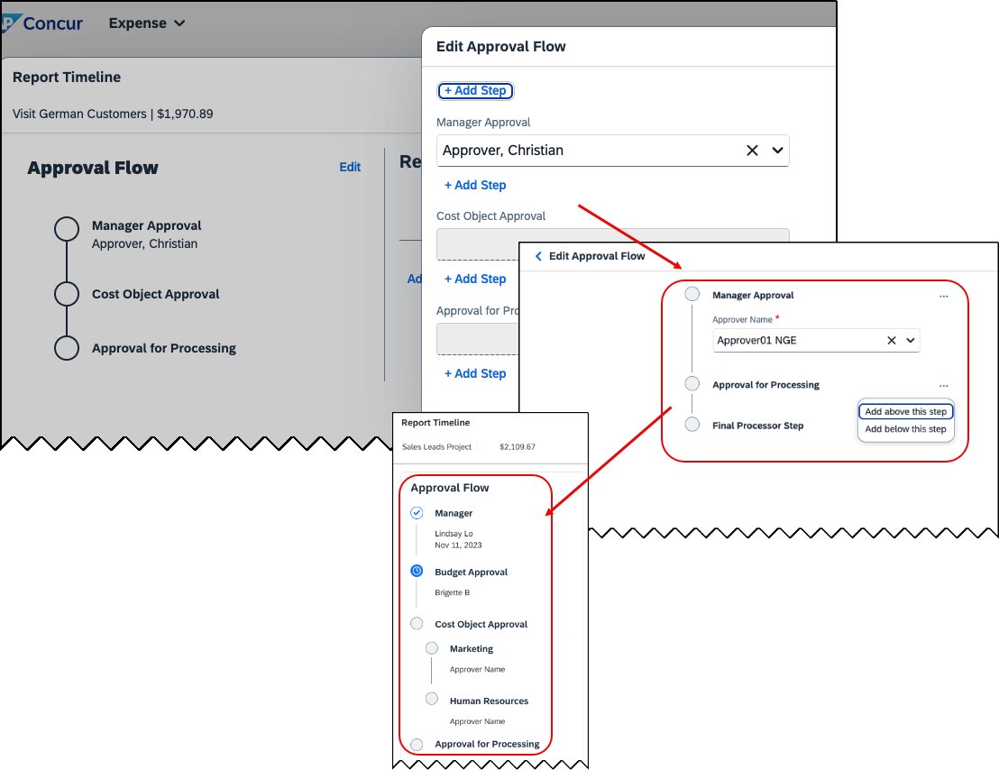 P Concur
Expense
Report Timeline
Visit German Customers | $1,970.89
Approval Flow
Edit
Re
Manager Approval
Approver, Christian
Cost Object Approval
Approval for Processing
Ad
Edit Approval Flow
+ Add Step
Manager Approval
Approver, Christian
+ Add Step
Cost Object Approval
+ Add Step
Approval for Pro
+ Add Step
Edit Approval Flow
Manager Approval
...
Approver Name *
Approver01 NGE
Approval for Processing
...
Add above this step
Add below this step
Final Processor Step
Report Timeline
Sales Leads Project $2,109.67
Approval Flow
Manager
Lindsay Lo
Nov 11, 2023
Budget Approval
Brigette B
Cost Object Approval
Marketing
Approver Name
Human Resources
Approver Name
Approval for Processing